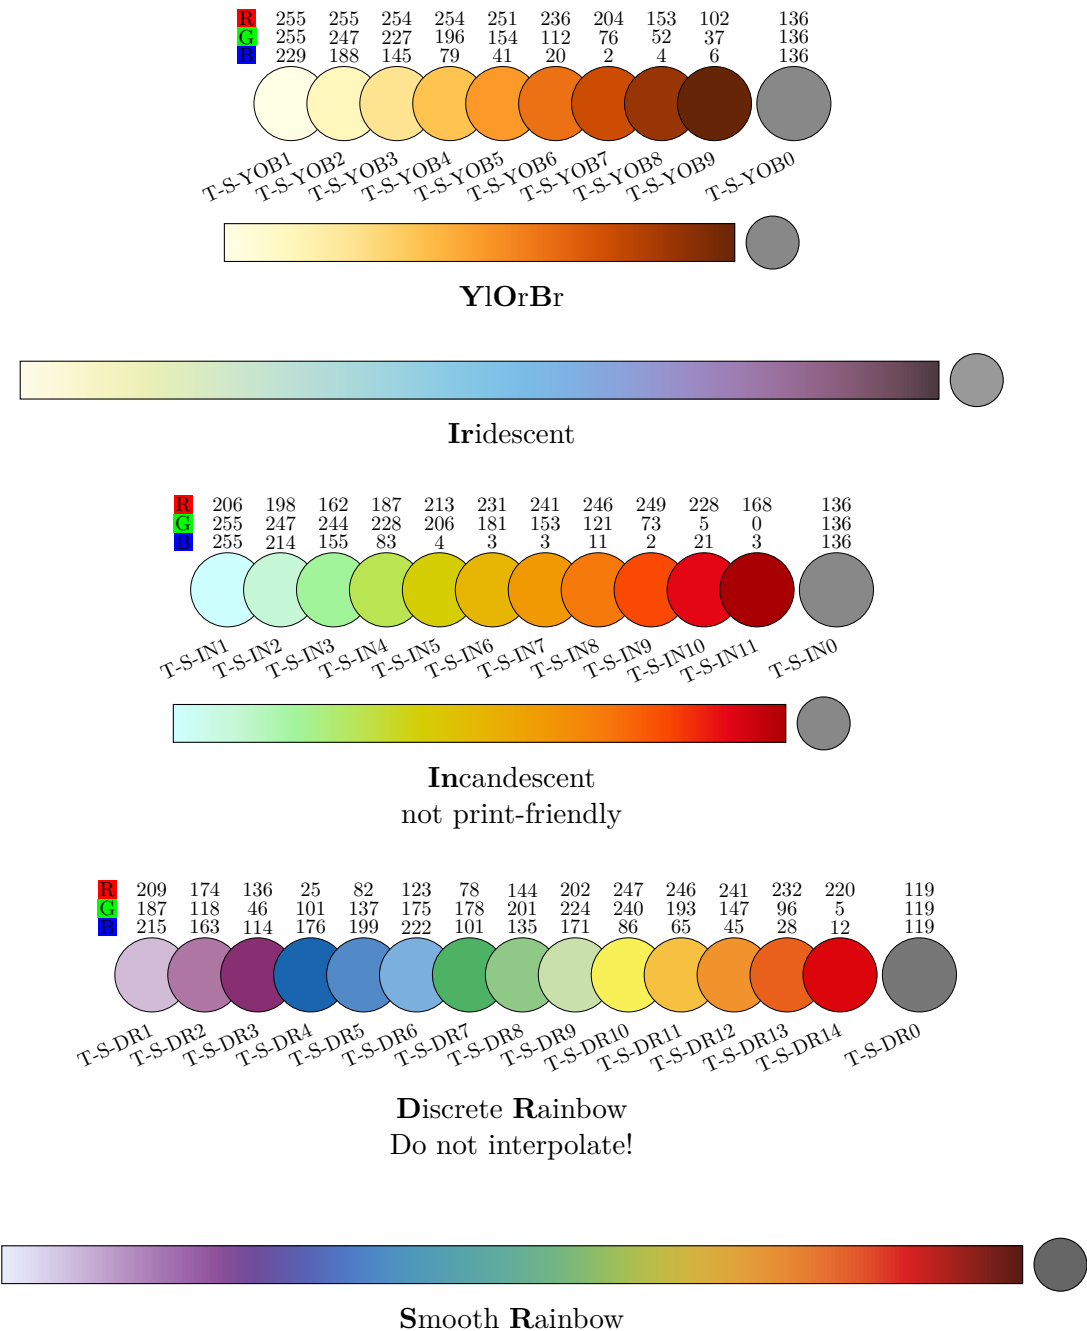 R 255 255 254 254 251 236 204 153 102 136
G 255 247 227 196 154 112 76 52 37 136
B 229 188 145 79 41 20 2 4 6 136
T-S-YOB1 T-S-YOB2 T-S-YOB3 T-S-YOB4 T-S-YOB5 T-S-YOB6 T-S-YOB7 T-S-YOB8 T-S-YOB9 T-S-YOB0
YlOrBr
Iridescent
R 206 198 162 187 213 231 241 246 249 228 168 136
G 255 247 244 228 206 181 153 121 73 5 0 136
B 255 214 155 83 4 3 3 11 2 21 3 136
T-S-IN1 T-S-IN2 T-S-IN3 T-S-IN4 T-S-IN5 T-S-IN6 T-S-IN7 T-S-IN8 T-S-IN9 T-S-IN10 T-S-IN11 T-S-IN0
Incandescent
not print-friendly
R 209 174 136 25 82 123 78 144 202 247 246 241 232 220 119
G 187 118 46 101 137 175 178 201 224 240 193 147 96 5 119
B 215 163 114 176 199 222 101 135 171 86 65 45 28 12 119
T-S-DR1 T-S-DR2 T-S-DR3 T-S-DR4 T-S-DR5 T-S-DR6 T-S-DR7 T-S-DR8 T-S-DR9 T-S-DR10 T-S-DR11 T-S-DR12 T-S-DR13 T-S-DR14 T-S-DR0
Discrete Rainbow
Do not interpolate!
Smooth Rainbow